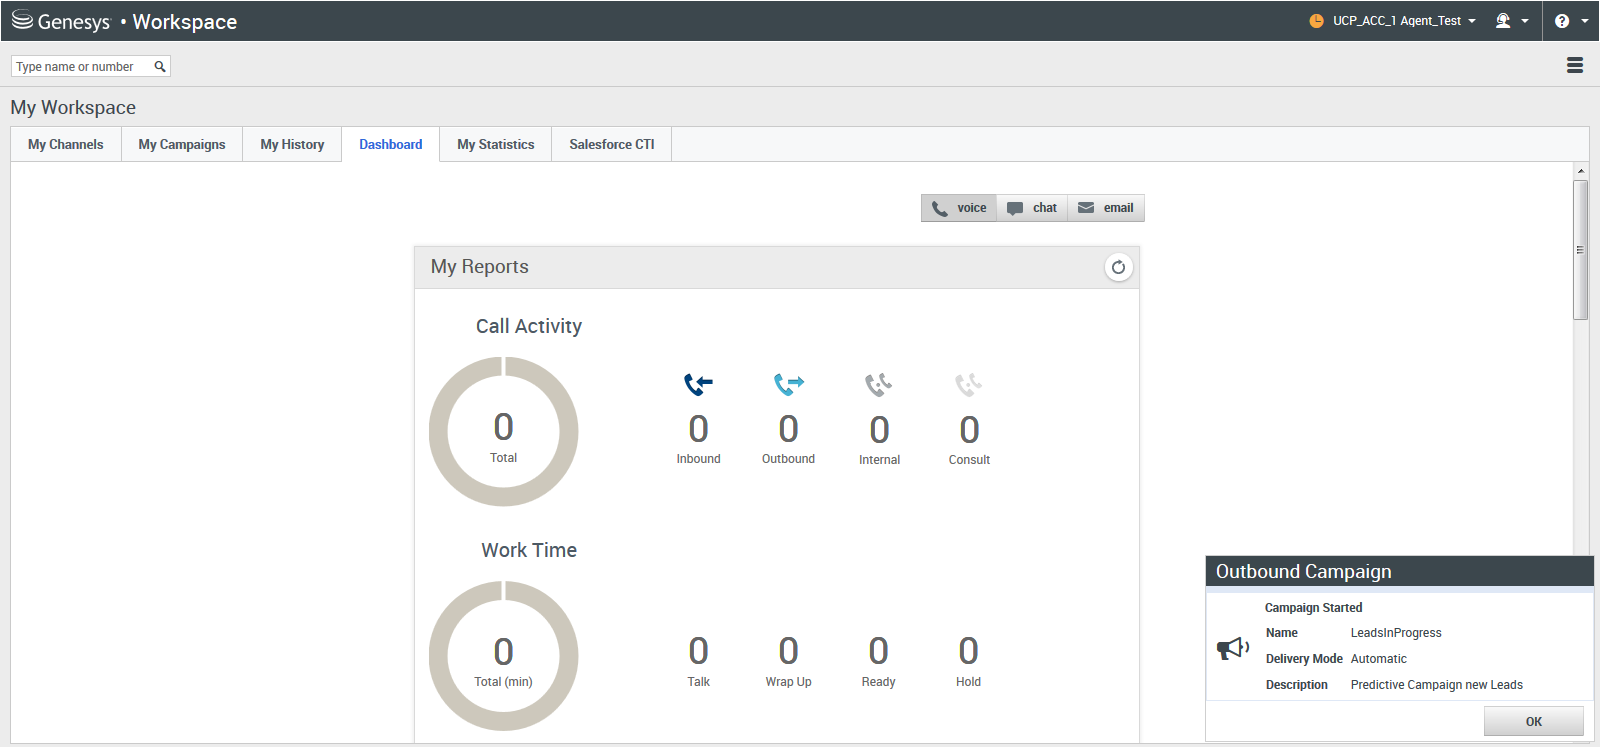 Genesys • Workspace
UCP_ACC_1 Agent_Test
?
Type name or number
My Workspace
My Channels My Campaigns My History Dashboard My Statistics Salesforce CTI
voice chat email
My Reports
Call Activity
0
Total
0 0 0 0
Inbound Outbound Internal Consult
Work Time
0
Total (min)
0 0 0 0
Talk Wrap Up Ready Hold
Outbound Campaign
Campaign Started
Name LeadsInProgress
Delivery Mode Automatic
Description Predictive Campaign new Leads
OK